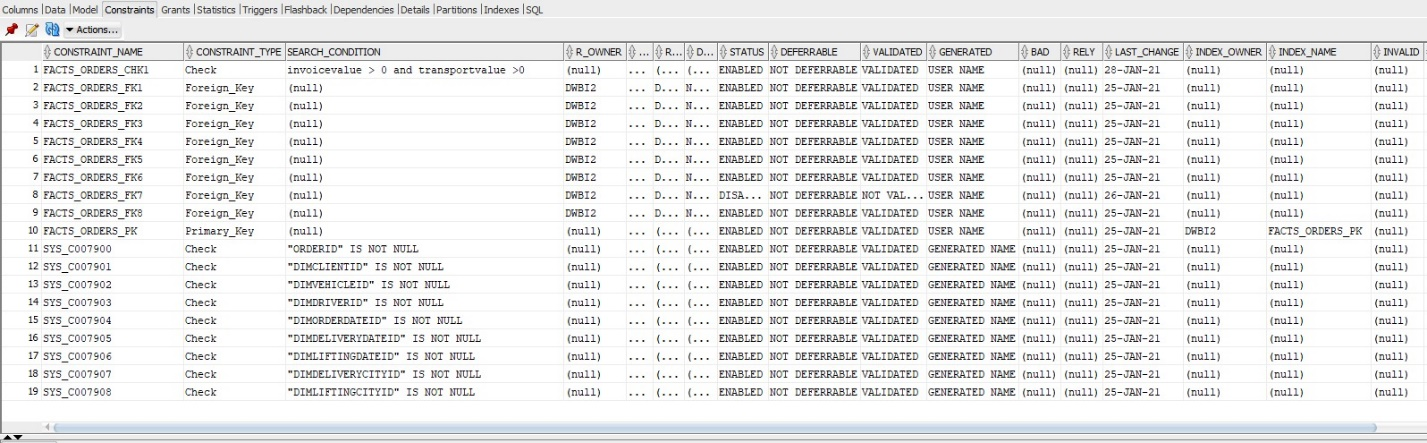 Columns |Data |Model | Constraints |Grants |Statistics |Triggers |Flashback |Dependencies |Details |Partitions |Indexes |SQL
Actions...
CONSTRAINT_NAME CONSTRAINT_TYPE SEARCH_CONDITION R_OWNER ... R... D... STATUS DEFERRABLE VALIDATED GENERATED BAD RELY LAST_CHANGE INDEX_OWNER INDEX_NAME INVALID
1 FACTS_ORDERS_CHK1 Check invoicevalue > 0 and transportvalue >0 (null) ... (... (... ENABLED NOT DEFERRABLE VALIDATED USER NAME (null) (null) 28-JAN-21 (null) (null) (null)
2 FACTS_ORDERS_FK1 Foreign_Key (null) DWBI2 ... D... N... ENABLED NOT DEFERRABLE VALIDATED USER NAME (null) (null) 25-JAN-21 (null) (null) (null)
3 FACTS_ORDERS_FK2 Foreign_Key (null) DWBI2 ... D... N... ENABLED NOT DEFERRABLE VALIDATED USER NAME (null) (null) 25-JAN-21 (null) (null) (null)
4 FACTS_ORDERS_FK3 Foreign_Key (null) DWBI2 ... D... N... ENABLED NOT DEFERRABLE VALIDATED USER NAME (null) (null) 25-JAN-21 (null) (null) (null)
5 FACTS_ORDERS_FK4 Foreign_Key (null) DWBI2 ... D... N... ENABLED NOT DEFERRABLE VALIDATED USER NAME (null) (null) 25-JAN-21 (null) (null) (null)
6 FACTS_ORDERS_FK5 Foreign_Key (null) DWBI2 ... D... N... ENABLED NOT DEFERRABLE VALIDATED USER NAME (null) (null) 25-JAN-21 (null) (null) (null)
7 FACTS_ORDERS_FK6 Foreign_Key (null) DWBI2 ... D... N... ENABLED NOT DEFERRABLE VALIDATED USER NAME (null) (null) 25-JAN-21 (null) (null) (null)
8 FACTS_ORDERS_FK7 Foreign_Key (null) DWBI2 ... D... N... DISA... NOT DEFERRABLE NOT VAL... USER NAME (null) (null) 26-JAN-21 (null) (null) (null)
9 FACTS_ORDERS_FK8 Foreign_Key (null) DWBI2 ... D... N... ENABLED NOT DEFERRABLE VALIDATED USER NAME (null) (null) 25-JAN-21 (null) (null) (null)
10 FACTS_ORDERS_PK Primary_Key (null) (null) ... (... (... ENABLED NOT DEFERRABLE VALIDATED USER NAME (null) (null) 25-JAN-21 DWBI2 FACTS_ORDERS_PK (null)
11 SYS_C007900 Check "ORDERID" IS NOT NULL (null) ... (... (... ENABLED NOT DEFERRABLE VALIDATED GENERATED NAME (null) (null) 25-JAN-21 (null) (null) (null)
12 SYS_C007901 Check "DIMCLIENTID" IS NOT NULL (null) ... (... (... ENABLED NOT DEFERRABLE VALIDATED GENERATED NAME (null) (null) 25-JAN-21 (null) (null) (null)
13 SYS_C007902 Check "DIMVEHICLEID" IS NOT NULL (null) ... (... (... ENABLED NOT DEFERRABLE VALIDATED GENERATED NAME (null) (null) 25-JAN-21 (null) (null) (null)
14 SYS_C007903 Check "DIMDRIVERID" IS NOT NULL (null) ... (... (... ENABLED NOT DEFERRABLE VALIDATED GENERATED NAME (null) (null) 25-JAN-21 (null) (null) (null)
15 SYS_C007904 Check "DIMORDERDATEID" IS NOT NULL (null) ... (... (... ENABLED NOT DEFERRABLE VALIDATED GENERATED NAME (null) (null) 25-JAN-21 (null) (null) (null)
16 SYS_C007905 Check "DIMDELIVERYDATEID" IS NOT NULL (null) ... (... (... ENABLED NOT DEFERRABLE VALIDATED GENERATED NAME (null) (null) 25-JAN-21 (null) (null) (null)
17 SYS_C007906 Check "DIMLIFTINGDATEID" IS NOT NULL (null) ... (... (... ENABLED NOT DEFERRABLE VALIDATED GENERATED NAME (null) (null) 25-JAN-21 (null) (null) (null)
18 SYS_C007907 Check "DIMDELIVERYCITYID" IS NOT NULL (null) ... (... (... ENABLED NOT DEFERRABLE VALIDATED GENERATED NAME (null) (null) 25-JAN-21 (null) (null) (null)
19 SYS_C007908 Check "DIMLIFTINGCITYID" IS NOT NULL (null) ... (... (... ENABLED NOT DEFERRABLE VALIDATED GENERATED NAME (null) (null) 25-JAN-21 (null) (null) (null)